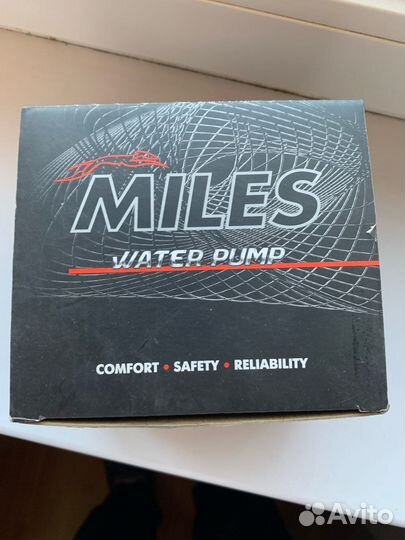 MILES
WATER PUMP
COMFORT • SAFETY • RELIABILITY
Avito